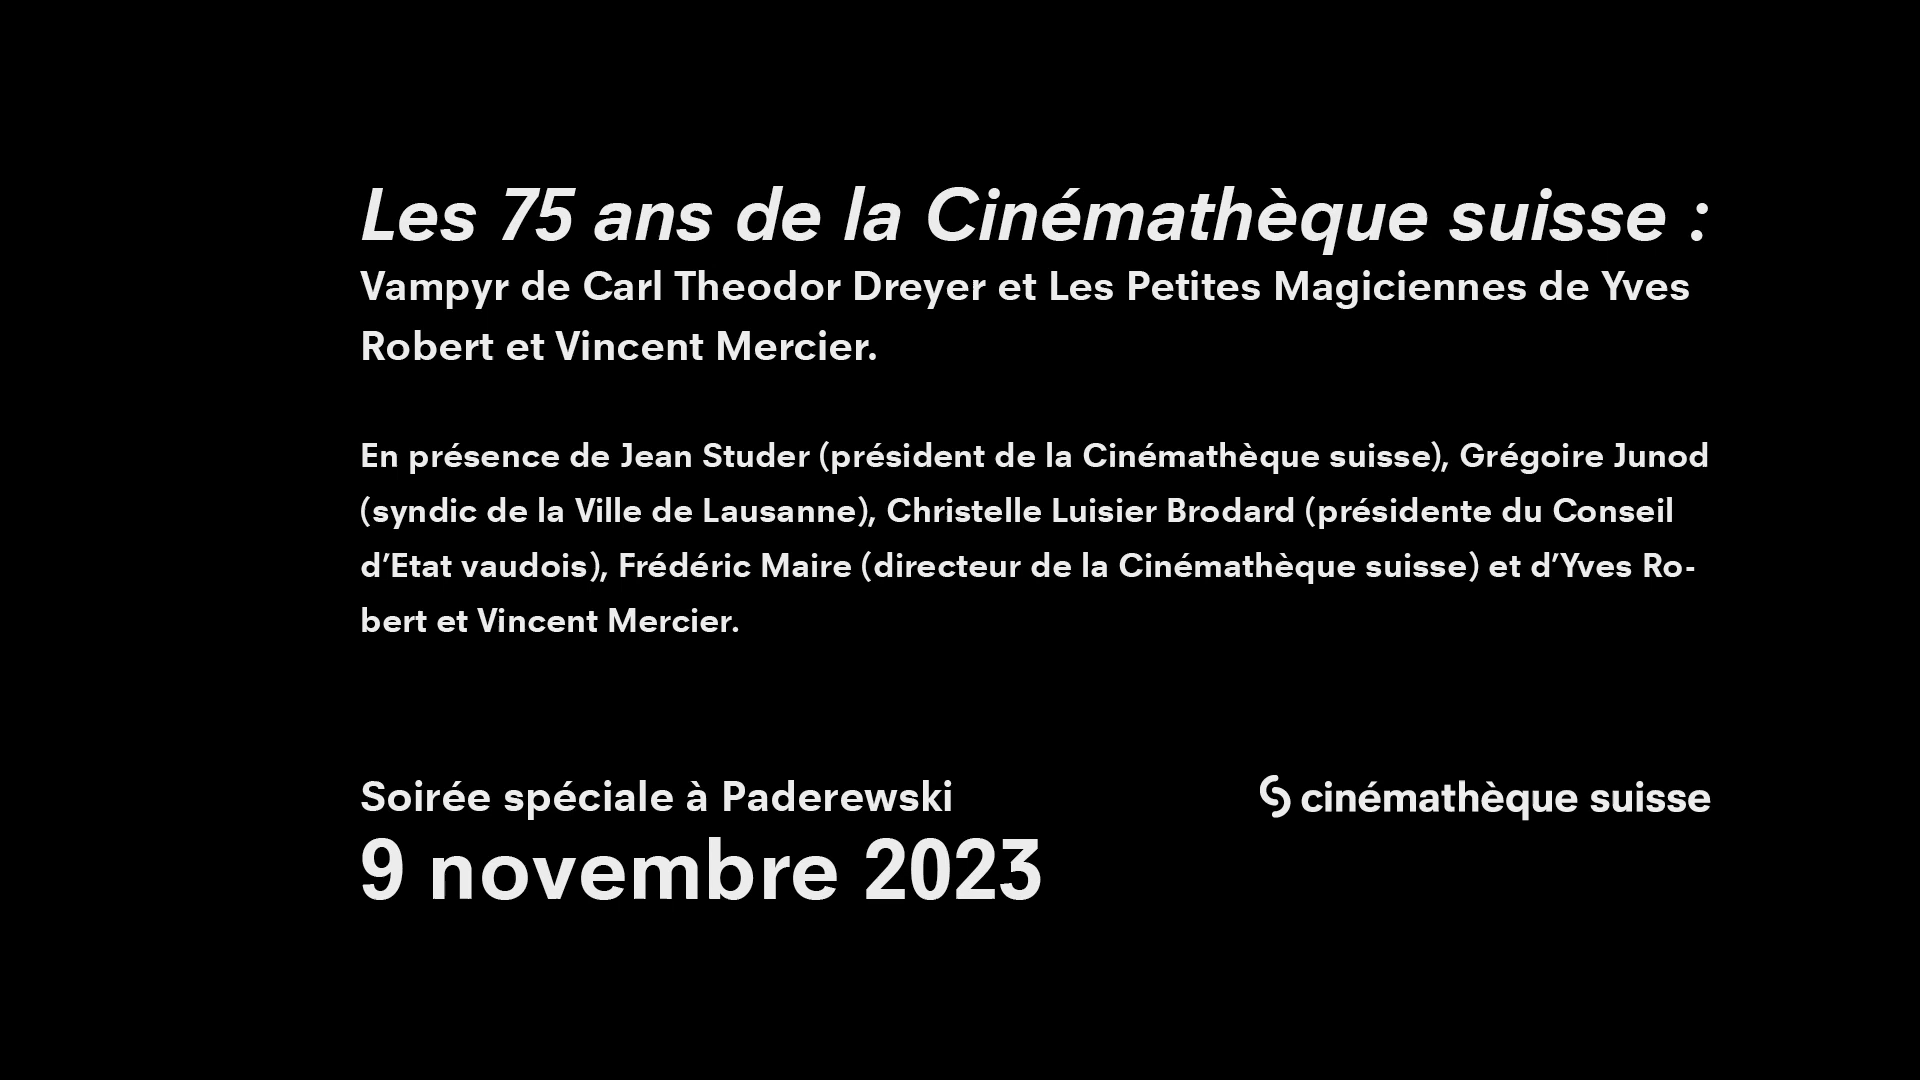 Les 75 ans de la Cinémathèque suisse :
Vampyr de Carl Theodor Dreyer et Les Petites Magiciennes de Yves
Robert et Vincent Mercier.
En présence de Jean Studer (président de la Cinémathèque suisse), Grégoire Junod
(syndic de la Ville de Lausanne), Christelle Luisier Brodard (présidente du Conseil
d’Etat vaudois), Frédéric Maire (directeur de la Cinémathèque suisse) et d’Yves Ro-
bert et Vincent Mercier.
Soirée spéciale à Paderewski
cinémathèque suisse
9 novembre 2023